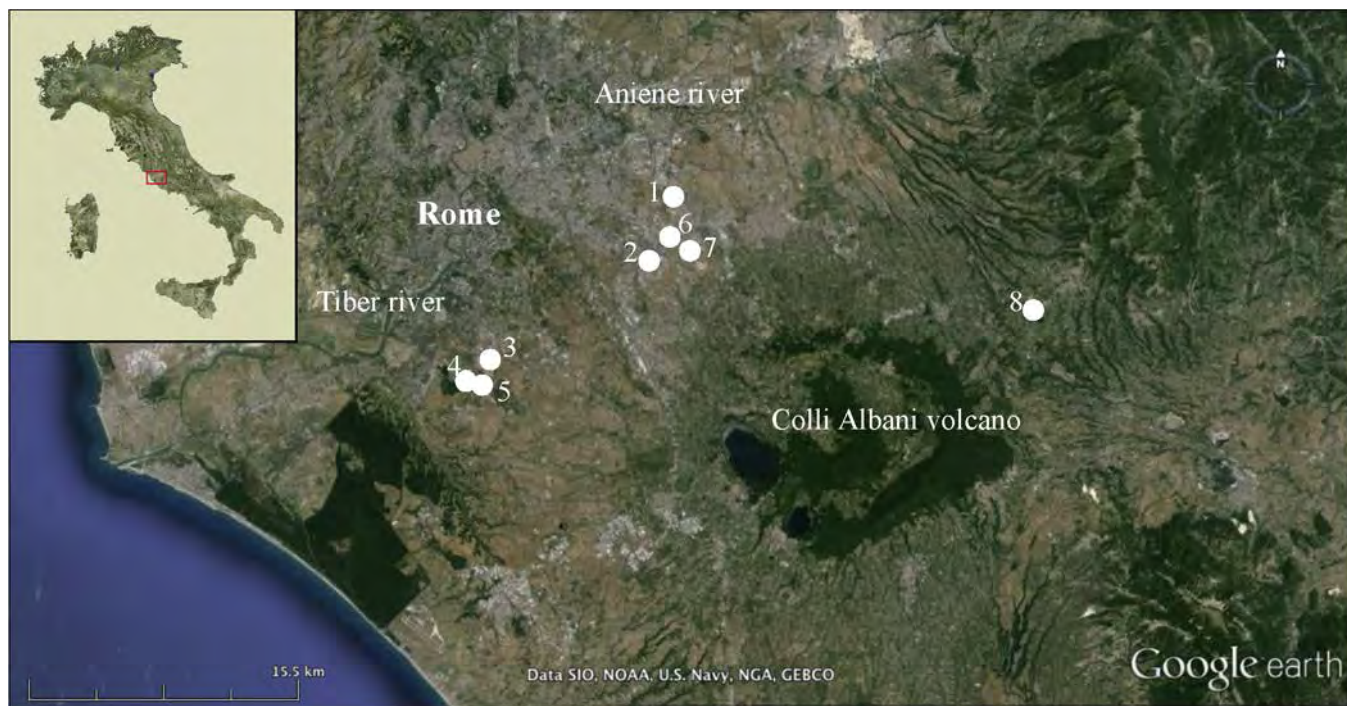 N
Aniene river
1
Rome
6
2
7
Tiber river
8
3
4
5
Colli Albani volcano
15.5 km
Data SIO, NOAA, U.S. Navy, NGA, GEBCO
Google earth